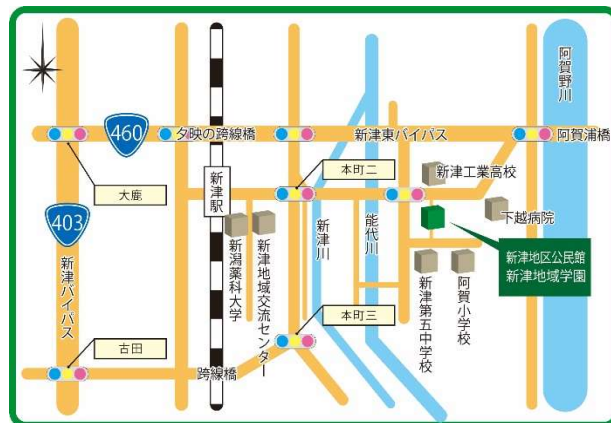 阿賀野川
460
夕映の跨線橋
新津東バイパス
阿賀浦橋
大鹿
新津駅
本町二
新津工業高校
403
下越病院
新津バイパス
新潟薬科大学
新津地域交流センター
新津川
能代川
新津地区公民館
新津地域学園
新津第五中学校
阿賀小学校
古田
本町三
跨線橋